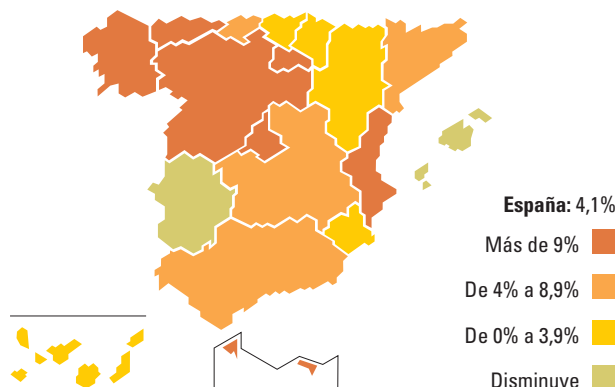 España: 4,1%
Más de 9%
De 4% a 8,9%
De 0% a 3,9%
Disminuye